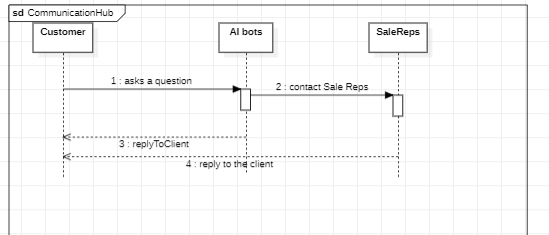 sd CommunicationHub
Customer
AI bots
SaleReps
1 : asks a question
2 : contact Sale Reps
3 : replyToClient
4 : reply to the client